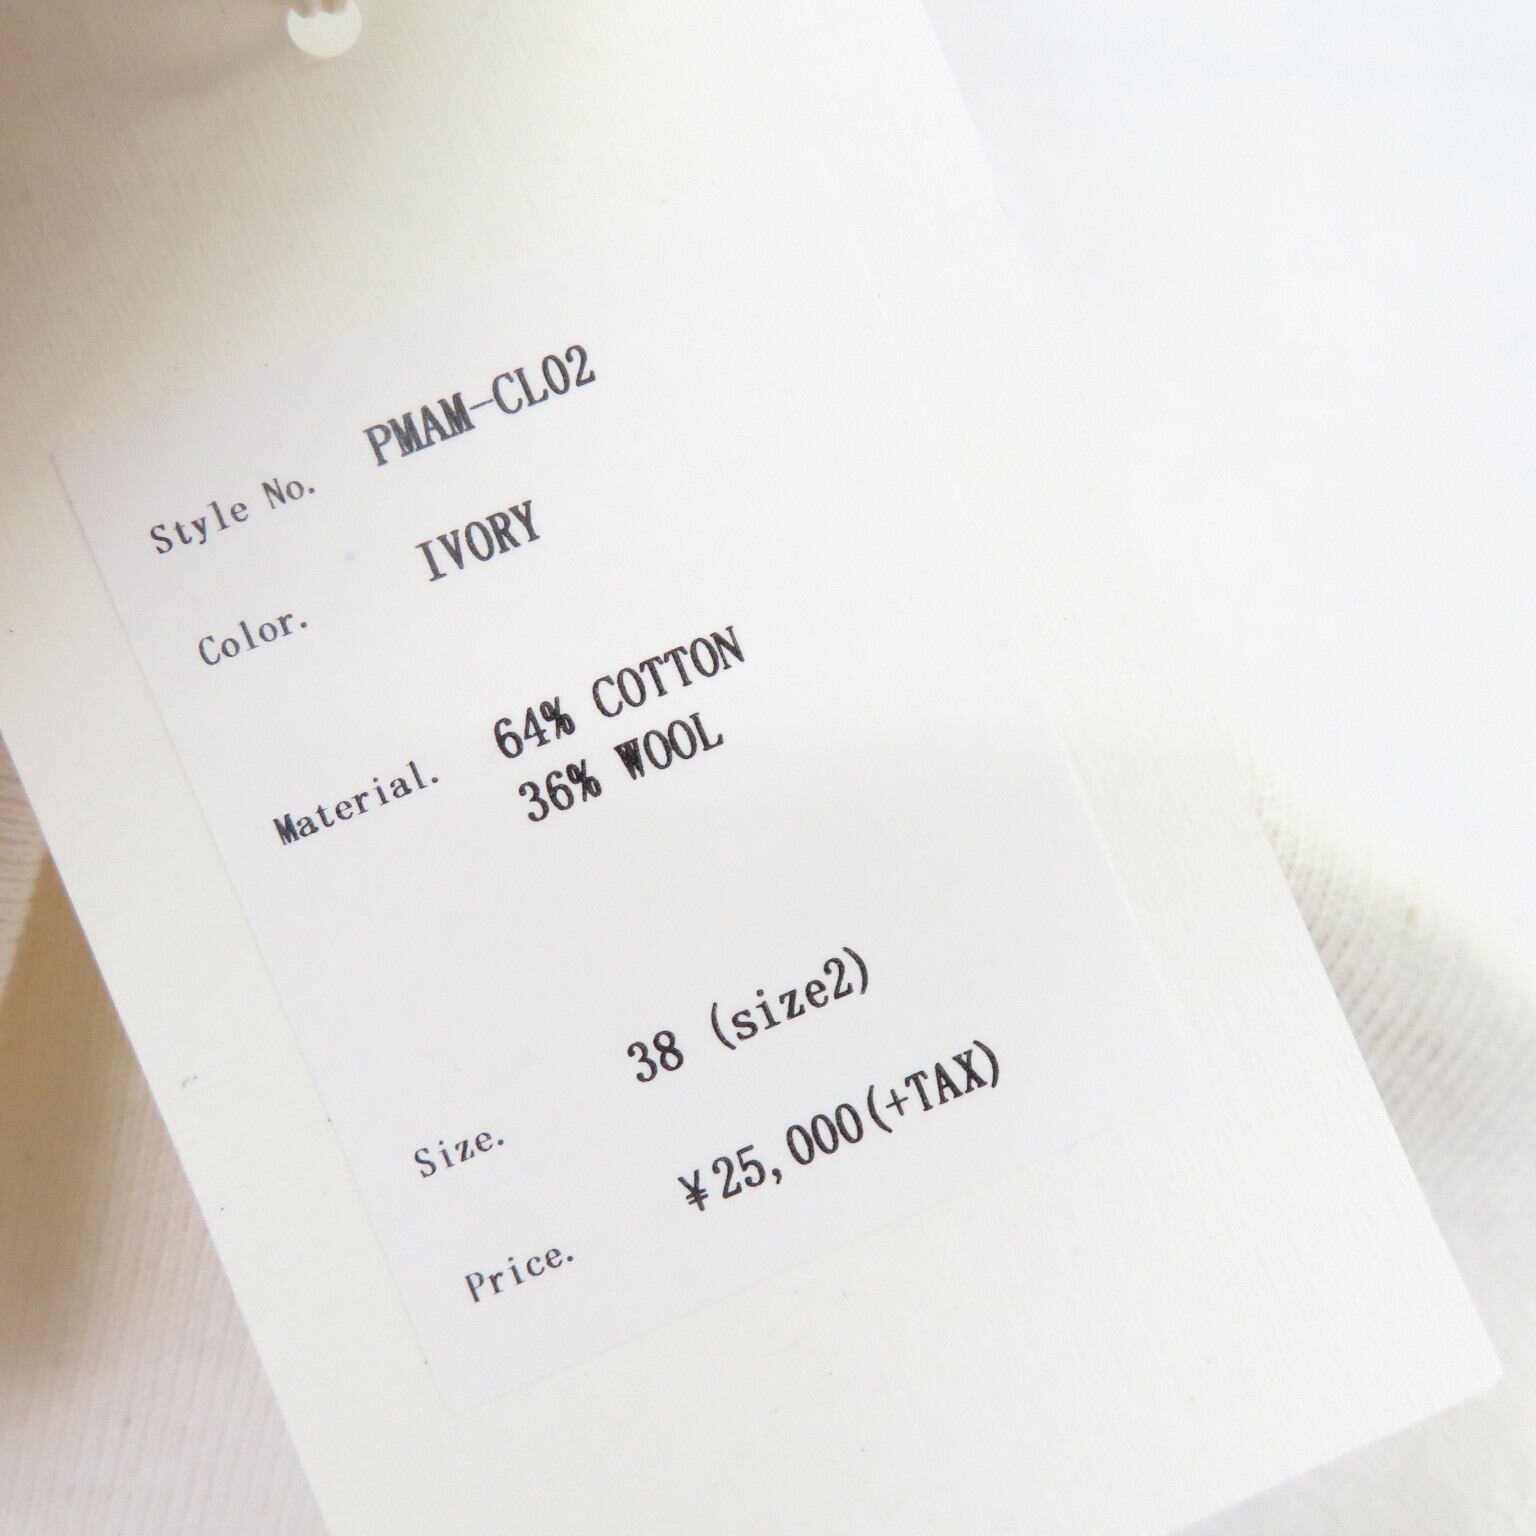 Style No. PMAM-CL02
Color. IVORY
Material. 64% COTTON
36% WOOL
Size. 38 (size2)
Price. ¥25,000(+TAX)